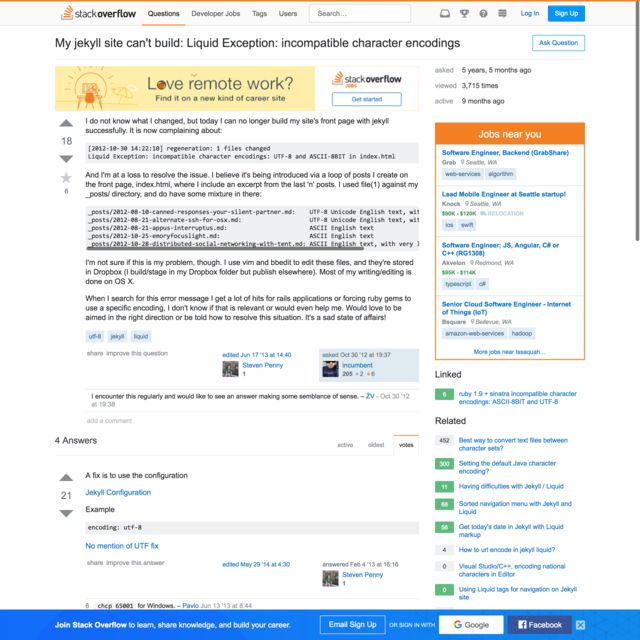 stackoverflow Questions Developer Jobs Tags Users Search... Log In Sign Up
My jekyll site can't build: Liquid Exception: incompatible character encodings
Ask Question
Love remote work?
Find it on a new kind of career site
stackoverflow
JOBS
Get started
18
6
I do not know what I changed, but today I can no longer build my site's front page with jekyll
successfully. It is now complaining about:
[2012-10-30 14:22:10] regeneration: 1 files changed
Liquid Exception: incompatible character encodings: UTF-8 and ASCII-8BIT in index.html
And I'm at a loss to resolve the issue. I believe it's being introduced via a loop of posts I create on
the front page, index.html, where I include an excerpt from the last 'n' posts. I used file(1) against my
_posts/ directory, and do have some mixture in there:
_posts/2012-08-10-canned-responses-your-silent-partner.md: UTF-8 Unicode English text, wit
_posts/2012-08-21-alternate-ssh-for-osx.md: UTF-8 Unicode English text, wit
_posts/2012-08-21-appus-interruptus.md: ASCII English text
_posts/2012-10-25-emoryfocuslight.md: ASCII English text
_posts/2012-10-28-distributed-social-networking-with-tent.md: ASCII English text, with very l
I'm not sure if this is my problem, though. I use vim and bbedit to edit these files, and they're stored
in Dropbox (I build/stage in my Dropbox folder but publish elsewhere). Most of my writing/editing is
done on OS X.
When I search for this error message I get a lot of hits for rails applications or forcing ruby gems to
use a specific encoding, I don't know if that is relevant or would even help me. Would love to be
aimed in the right direction or be told how to resolve this situation. It's a sad state of affairs!
utf-8 jekyll liquid
share improve this question
edited Jun 17 '13 at 14:40
Steven Penny
1
asked Oct 30 '12 at 19:37
incumbent
205 2 6
I encounter this regularly and would like to see an answer making some semblance of sense. – ŽV - Oct 30 '12
at 19:38
add a comment
4 Answers
active oldest votes
21
A fix is to use the configuration
Jekyll Configuration
Example
encoding: utf-8
No mention of UTF fix
share improve this answer
edited May 29 '14 at 4:30
answered Feb 4 '13 at 16:16
Steven Penny
1
6 chcp 65001 for Windows. – Pavlo Jun 13 '13 at 8:44
asked 5 years, 5 months ago
viewed 3,715 times
active 9 months ago
Jobs near you
Software Engineer, Backend (GrabShare)
Grab Seattle, WA
web-services algorithm
Lead Mobile Engineer at Seattle startup!
Knock Seattle, WA
$90K - $120K RELOCATION
ios swift
Software Engineer; JS, Angular, C# or
C++ (RG1308)
Akvelon Redmond, WA
$95K - $114K
typescript c#
Senior Cloud Software Engineer - Internet
of Things (IoT)
Bsquare Bellevue, WA
amazon-web-services hadoop
More jobs near Issaquah...
Linked
6 ruby 1.9 + sinatra incompatible character
encodings: ASCII-8BIT and UTF-8
Related
452 Best way to convert text files between
character sets?
300 Setting the default Java character
encoding?
11 Having difficulties with Jekyll / Liquid
68 Sorted navigation menu with Jekyll and
Liquid
56 Get today's date in Jekyll with Liquid
markup
4 How to url encode in jekyll liquid?
0 Visual Studio/C++, encoding national
characters in Editor
0 Using Liquid tags for navigation on Jekyll
site
Join Stack Overflow to learn, share knowledge, and build your career. Email Sign Up OR SIGN IN WITH Google Facebook